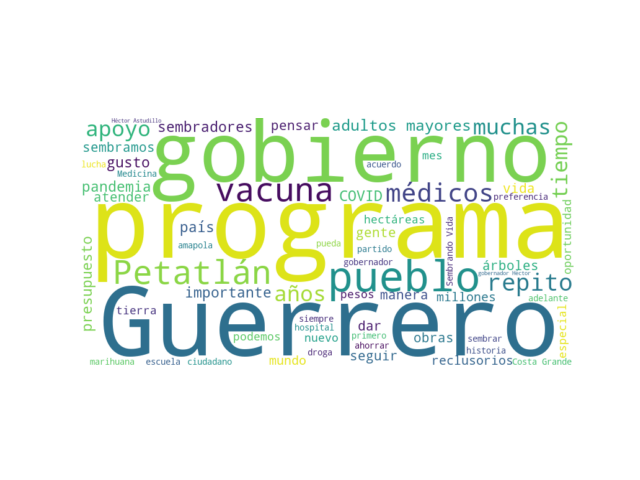 Héctor Astudillo
apoyo sembradores pensar adultos mayores muchas
gobierno
tiempo
sembramos
mes acuerdo
lucha gusto
Medicina
pandemia
atender
vacuna COVID médicos vida
preferencia
programa
país hectáreas
gente
amapola pueda partido
Sembrando Vida
oportunidad
presupuesto
Petatlán pueblo gobernador árboles
gobernador Héctor
repito
importante años pesos manera millones adelante
Guerrero
tierra siempre dar
hospital
podemos nuevo primero obras sembrar
ahorrar
droga seguir historia
especial
marihuana escuela ciudadano mundo reclusorios Costa Grande